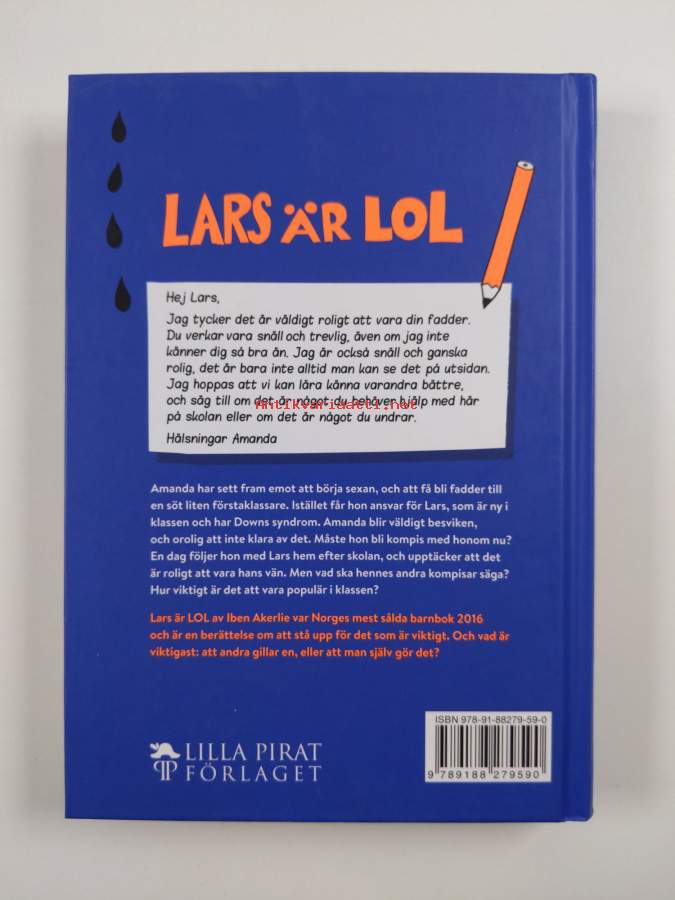 LARS ÄR LOL
Hej Lars,
Jag tycker det är väldigt roligt att vara din fadder.
Du verkar vara snäll och trevlig, även om jag inte
känner dig så bra än. Jag är också snäll och ganska
rolig, det är bara inte alltid man kan se det på utsidan.
Jag hoppas att vi kan lära känna varandra bättre,
och säg till om det är något du behöver hjälp med här
Antikvariaatti.net
på skolan eller om det är något du undrar.
Hälsningar Amanda
Amanda har sett fram emot att börja sexan, och att få bli fadder till
en söt liten förstaklassare. Istället får hon ansvar för Lars, som är ny i
klassen och har Downs syndrom. Amanda blir väldigt besviken,
och orolig att inte klara av det. Måste hon bli kompis med honom nu?
En dag följer hon med Lars hem efter skolan, och upptäcker att det
är roligt att vara hans vän. Men vad ska hennes andra kompisar säga?
Hur viktigt är det att vara populär i klassen?
Lars är LOL av Iben Akerlie var Norges mest sålda barnbok 2016
och är en berättelse om att stå upp för det som är viktigt. Och vad är
viktigast: att andra gillar en, eller att man själv gör det?
ISBN 978-91-88279-59-0
9 789188 279590
LILLA PIRAT
FÖRLAGET